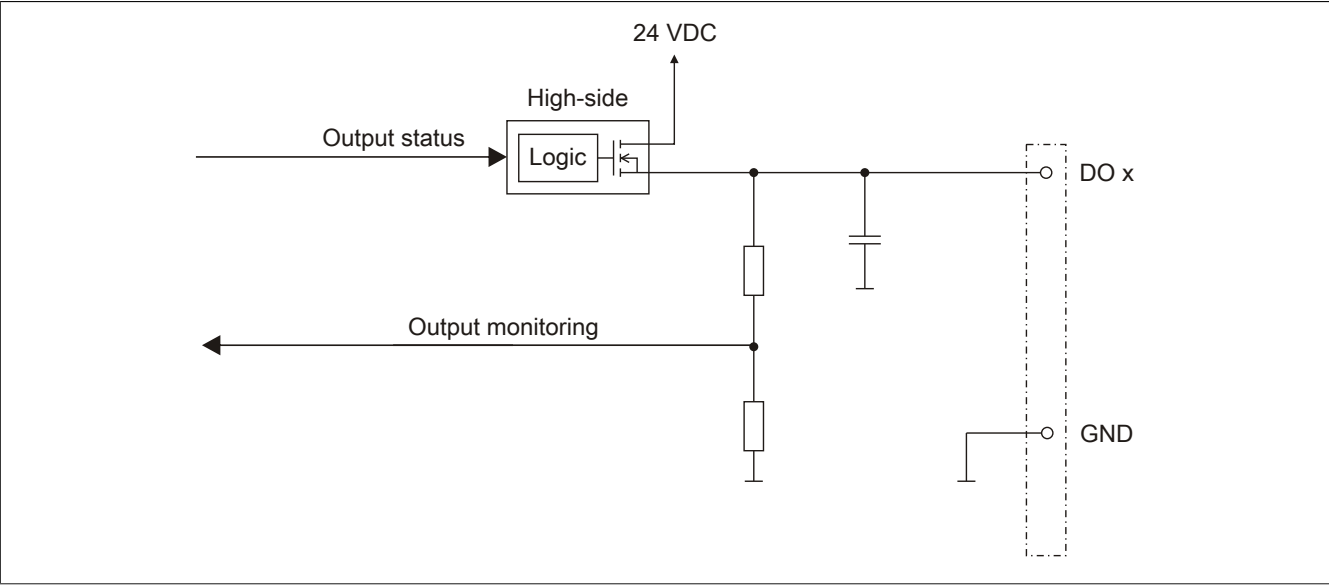 24 VDC
High-side
Output status
Logic
DO x
Output monitoring
GND